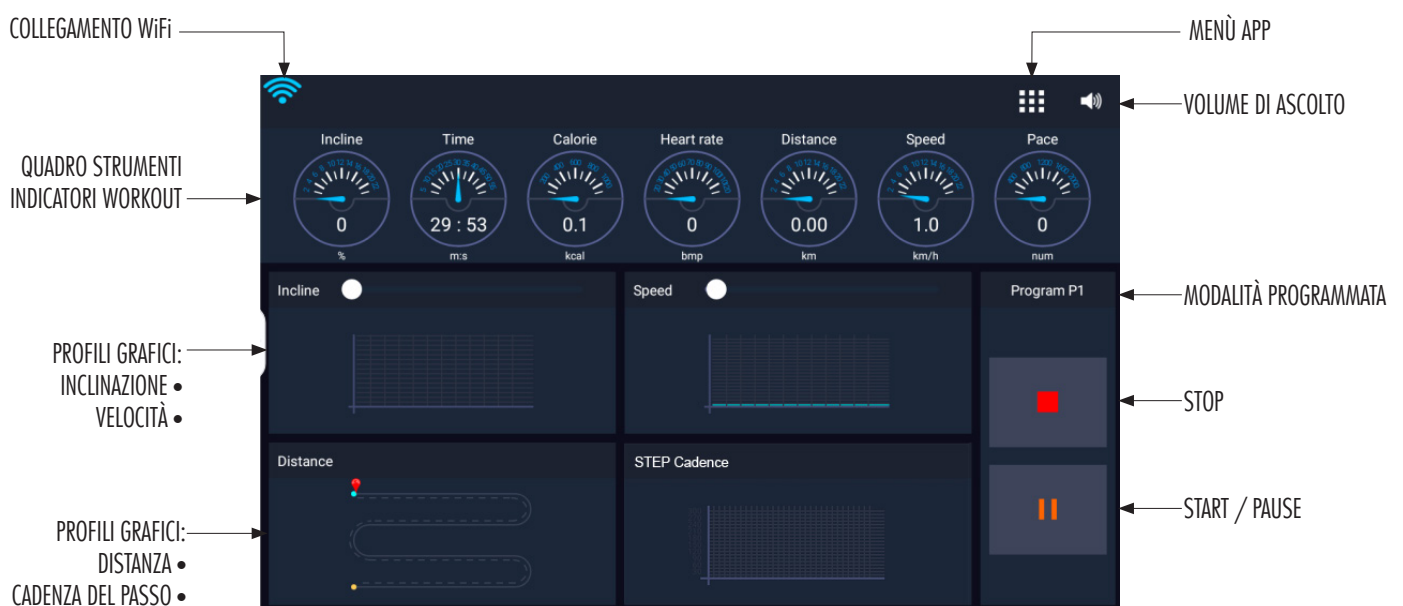 COLLEGAMENTO WiFi
MENÙ APP
VOLUME DI ASCOLTO
QUADRO STRUMENTI
INDICATORI WORKOUT
Incline
Time
Calorie
Heart rate
Distance
Speed
Pace
0
29 : 53
0.1
0
0.00
1.0
0
%
m:s
kcal
bmp
km
km/h
num
Incline
Speed
Program P1
MODALITÀ PROGRAMMATA
PROFILI GRAFICI:
INCLINAZIONE •
VELOCITÀ •
STOP
Distance
STEP Cadence
START / PAUSE
PROFILI GRAFICI:
DISTANZA •
CADENZA DEL PASSO •